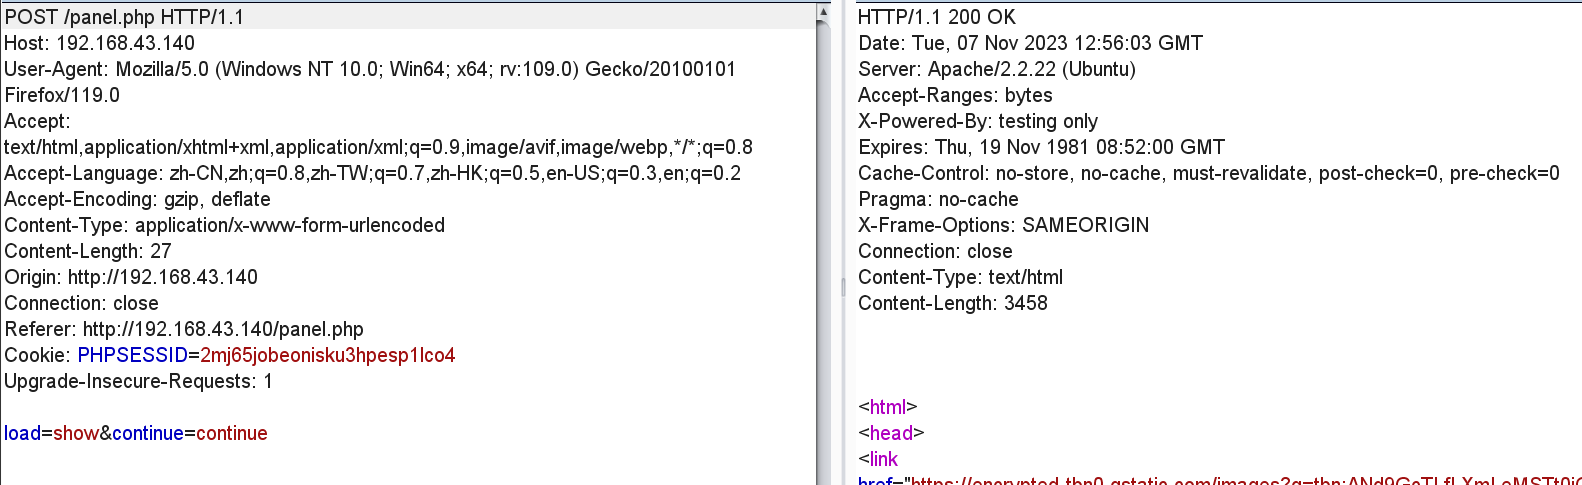 POST /panel.php HTTP/1.1
Host: 192.168.43.140
User-Agent: Mozilla/5.0 (Windows NT 10.0; Win64; x64; rv:109.0) Gecko/20100101
Firefox/119.0
Accept:
text/html,application/xhtml+xml,application/xml;q=0.9,image/avif,image/webp,*/*;q=0.8
Accept-Language: zh-CN,zh;q=0.8,zh-TW;q=0.7,zh-HK;q=0.5,en-US;q=0.3,en;q=0.2
Accept-Encoding: gzip, deflate
Content-Type: application/x-www-form-urlencoded
Content-Length: 27
Origin: http://192.168.43.140
Connection: close
Referer: http://192.168.43.140/panel.php
Cookie: PHPSESSID=2mj65jobeonisku3hpesp1lco4
Upgrade-Insecure-Requests: 1
load=show&continue=continue
HTTP/1.1 200 OK
Date: Tue, 07 Nov 2023 12:56:03 GMT
Server: Apache/2.2.22 (Ubuntu)
Accept-Ranges: bytes
X-Powered-By: testing only
Expires: Thu, 19 Nov 1981 08:52:00 GMT
Cache-Control: no-store, no-cache, must-revalidate, post-check=0, pre-check=0
Pragma: no-cache
X-Frame-Options: SAMEORIGIN
Connection: close
Content-Type: text/html
Content-Length: 3458
<html>
<head>
<link